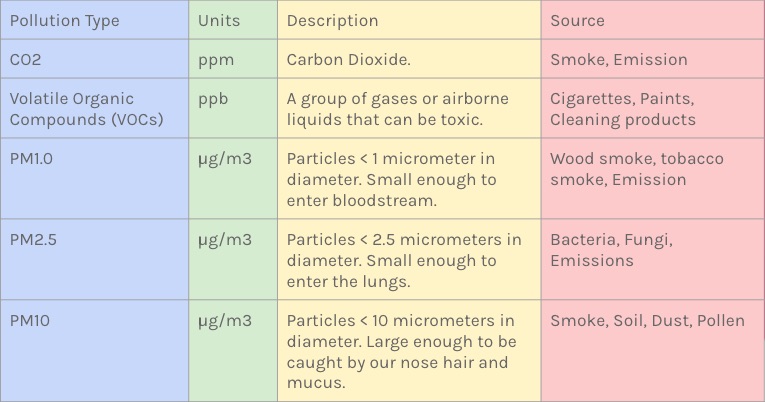 Pollution Type Units Description Source
CO2 ppm Carbon Dioxide. Smoke, Emission
Volatile Organic ppb A group of gases or airborne Cigarettes, Paints,
Compounds (VOCs) liquids that can be toxic. Cleaning products
PM1.0 µg/m3 Particles < 1 micrometer in Wood smoke, tobacco
diameter. Small enough to smoke, Emission
enter bloodstream.
PM2.5 µg/m3 Particles < 2.5 micrometers in Bacteria, Fungi,
diameter. Small enough to Emissions
enter the lungs.
PM10 µg/m3 Particles < 10 micrometers in Smoke, Soil, Dust, Pollen
diameter. Large enough to be
caught by our nose hair and
mucus.